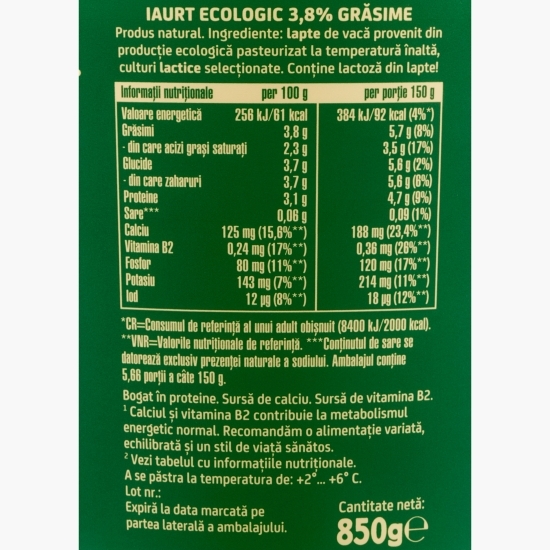 IAURT ECOLOGIC 3,8% GRĂSIME
Produs natural. Ingrediente: lapte de vacă provenit din
producție ecologică pasteurizat la temperatură înaltă,
culturi lactice selecționate. Conține lactoză din lapte!
Informații nutriționale per 100 g per porție 150 g
Valoare energetică 256 kJ/61 kcal 384 kJ/92 kcal (4%*)
Grăsimi 3,8 g 5,7 g (8%)
- din care acizi grași saturați 2,3 g 3,5 g (17%)
Glucide 3,7 g 5,6 g (2%)
- din care zaharuri 3,7 g 5,6 g (6%)
Proteine 3,1 g 4,7 g (9%)
Sare*** 0,06 g 0,09 (1%)
Calciu 125 mg (15,6%**) 188 mg (23,4%**)
Vitamina B2 0,24 mg (17%**) 0,36 mg (26%**)
Fosfor 80 mg (11%**) 120 mg (17%**)
Potasiu 143 mg (7%**) 214 mg (11%**)
Iod 12 µg (8%**) 18 µg (12%**)
*CR=Consumul de referință al unui adult obișnuit (8400 kJ/2000 kcal).
**VNR=Valorile nutriționale de referință. ***Conținutul de sare se
datorează exclusiv prezenței naturale a sodiului. Ambalajul conține
5,66 porții a câte 150 g.
Bogat în proteine. Sursă de calciu. Sursă de vitamina B2.
¹ Calciul și vitamina B2 contribuie la metabolismul
energetic normal. Recomandăm o alimentație variată,
echilibrată și un stil de viață sănătos.
² Vezi tabelul cu informațiile nutriționale.
A se păstra la temperatura de: +2°... +6° C.
Lot nr.:
Expiră la data marcată pe
partea laterală a ambalajului.
Cantitate netă:
850g℮